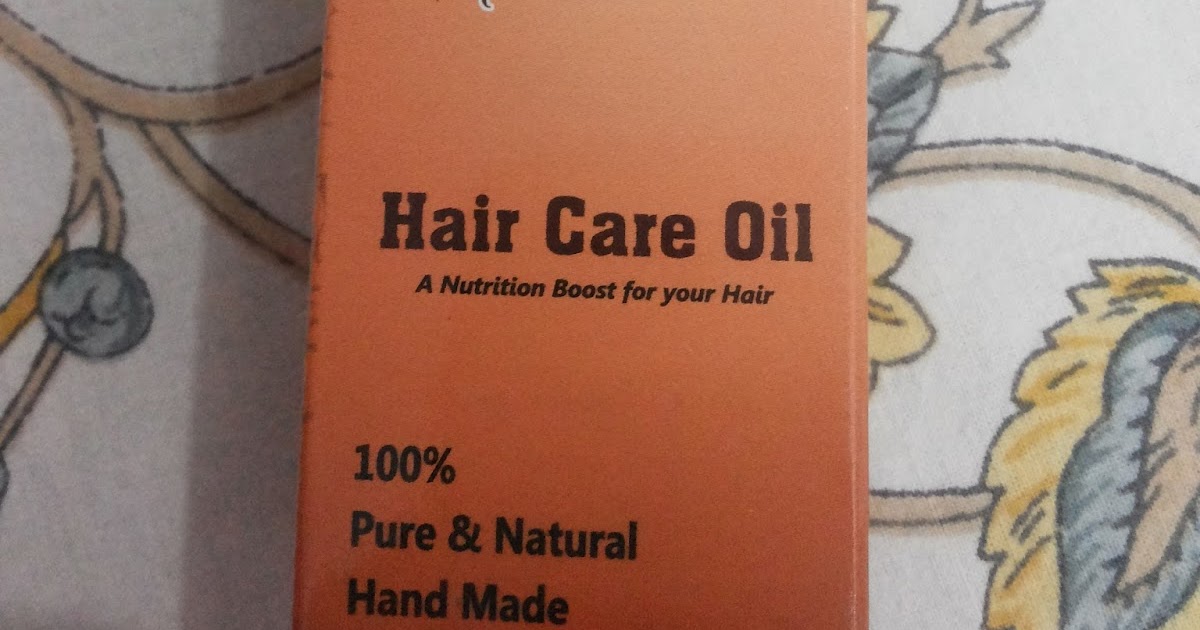 Hair Care Oil
A Nutrition Boost for your Hair
100%
Pure & Natural
Hand Made